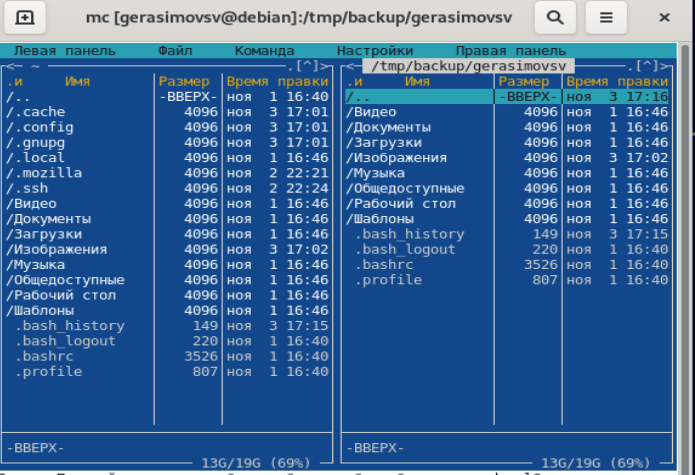 mc [gerasimovsv@debian]:/tmp/backup/gerasimovsv
Левая панель Файл Команда Настройки Правая панель
<— ~ .[^]>
.и Имя Размер Время правки
/.. -ВВЕРХ- ноя 1 16:40
/.cache 4096 ноя 3 17:01
/.config 4096 ноя 3 17:01
/.gnupg 4096 ноя 3 17:01
/.local 4096 ноя 1 16:46
/.mozilla 4096 ноя 2 22:21
/.ssh 4096 ноя 2 22:24
/Видео 4096 ноя 1 16:46
/Документы 4096 ноя 1 16:46
/Загрузки 4096 ноя 1 16:46
/Изображения 4096 ноя 3 17:02
/Музыка 4096 ноя 1 16:46
/Общедоступные 4096 ноя 1 16:46
/Рабочий стол 4096 ноя 1 16:46
/Шаблоны 4096 ноя 1 16:46
.bash_history 149 ноя 3 17:15
.bash_logout 220 ноя 1 16:40
.bashrc 3526 ноя 1 16:40
.profile 807 ноя 1 16:40
-ВВЕРХ-
13G/19G (69%)
<— /tmp/backup/gerasimovsv .[^]>
.и Имя Размер Время правки
/.. -ВВЕРХ- ноя 3 17:16
/Видео 4096 ноя 1 16:46
/Документы 4096 ноя 1 16:46
/Загрузки 4096 ноя 1 16:46
/Изображения 4096 ноя 3 17:02
/Музыка 4096 ноя 1 16:46
/Общедоступные 4096 ноя 1 16:46
/Рабочий стол 4096 ноя 1 16:46
/Шаблоны 4096 ноя 1 16:46
.bash_history 149 ноя 3 17:15
.bash_logout 220 ноя 1 16:40
.bashrc 3526 ноя 1 16:40
.profile 807 ноя 1 16:40
-ВВЕРХ-
13G/19G (69%)